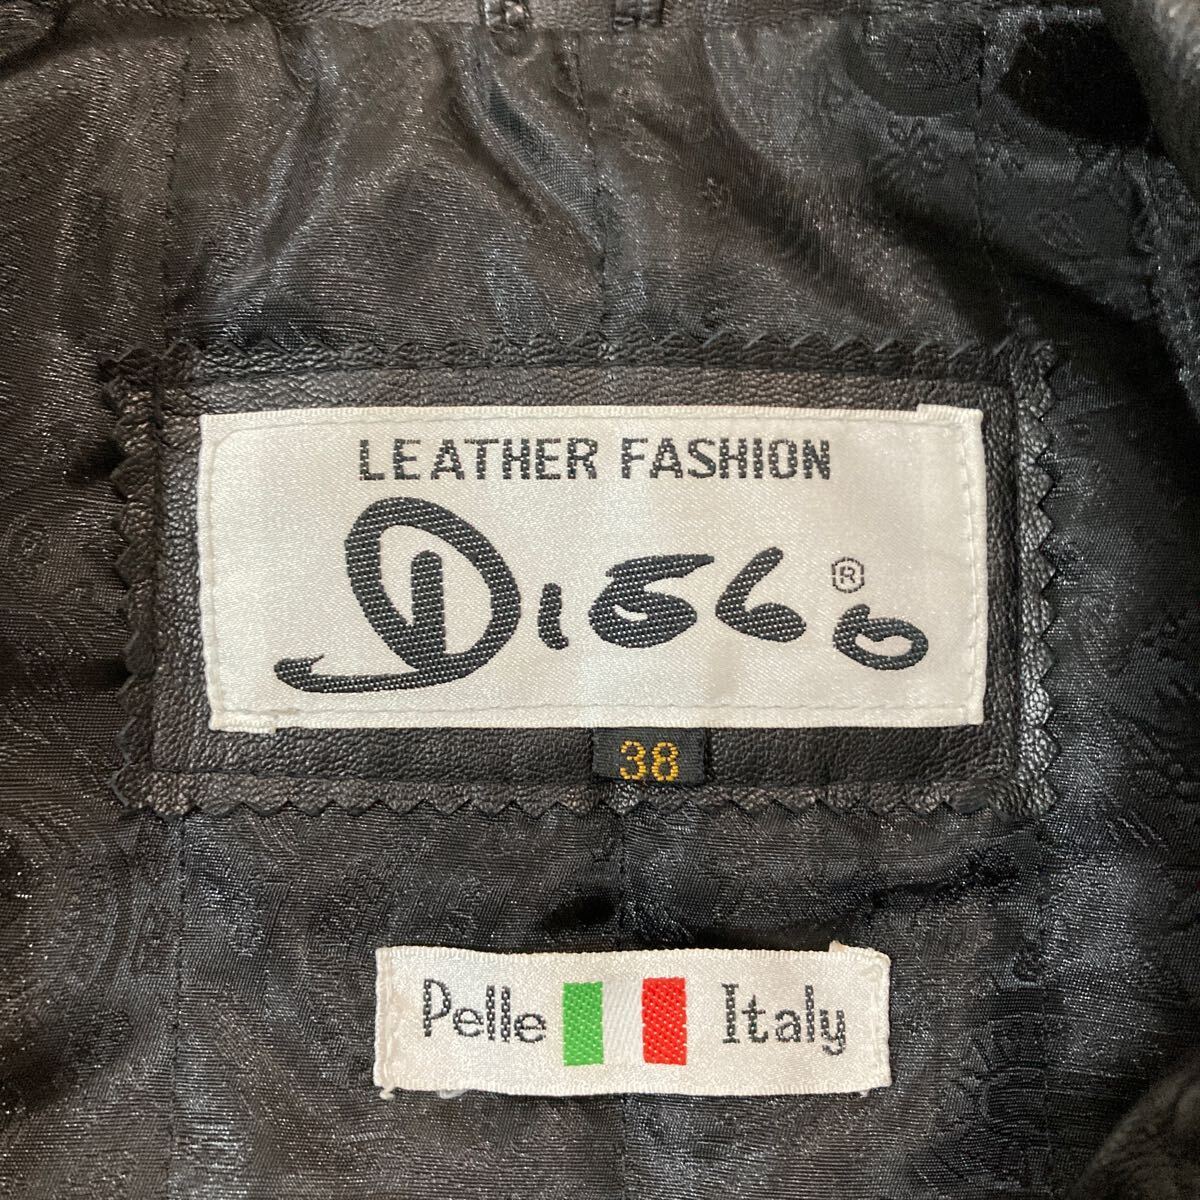 LEATHER FASHION
DIEGO ®
38
Pelle Italy